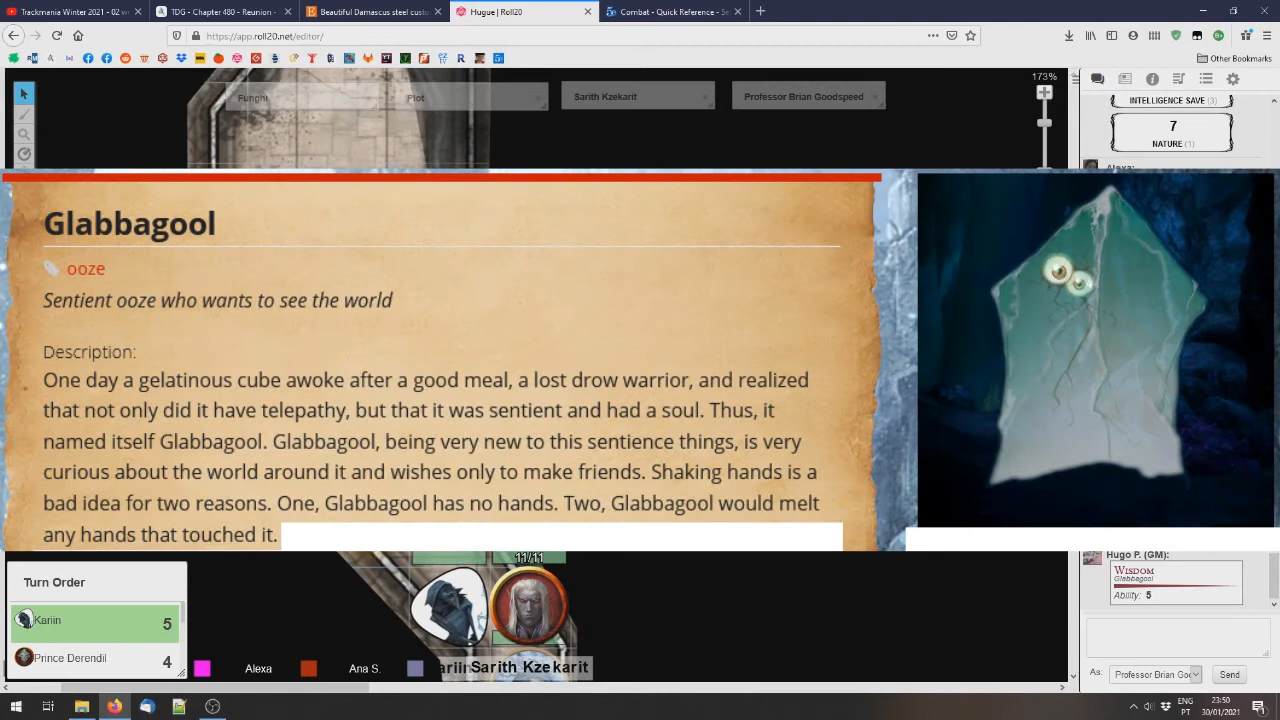 Trackmania Winter 2021 - 02 w
TDG - Chapter 480 - Reunion -
Beautiful Damascus steel custo
Hugue | Roll20
Combat - Quick Reference - Se
https://app.roll20.net/editor/
Other Bookmarks
Funghi
Plot
Sarith Kzekarit
Professor Brian Goodspeed
173%
INTELLIGENCE SAVE (3)
7
NATURE (1)
Alexa:
Glabbagool
ooze
Sentient ooze who wants to see the world
Description:
One day a gelatinous cube awoke after a good meal, a lost drow warrior, and realized
that not only did it have telepathy, but that it was sentient and had a soul. Thus, it
named itself Glabbagool. Glabbagool, being very new to this sentience things, is very
curious about the world around it and wishes only to make friends. Shaking hands is a
bad idea for two reasons. One, Glabbagool has no hands. Two, Glabbagool would melt
any hands that touched it.
11/11
Hugo P. (GM):
WISDOM
Glabbagool
Ability: 5
Turn Order
Kariin 5
Prince Derendil 4
Alexa
Ana S.
ariin
Sarith Kzekarit
As:
Professor Brian Goo
Send
ENG
PT
23:50
30/01/2021